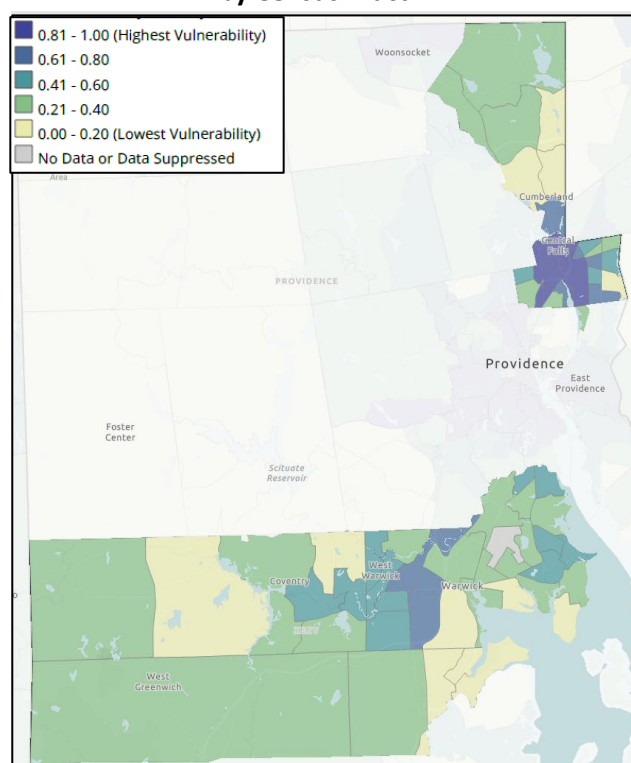 0.81 - 1.00 (Highest Vulnerability)
0.61 - 0.80
0.41 - 0.60
0.21 - 0.40
0.00 - 0.20 (Lowest Vulnerability)
No Data or Data Suppressed
Woonsocket
Area
Cumberland
Central
Falls
PROVIDENCE
Providence
East
Providence
Foster
Center
Scituate
Reservoir
West
Warwick
Coventry
Warwick
KENT
West
Greenwich